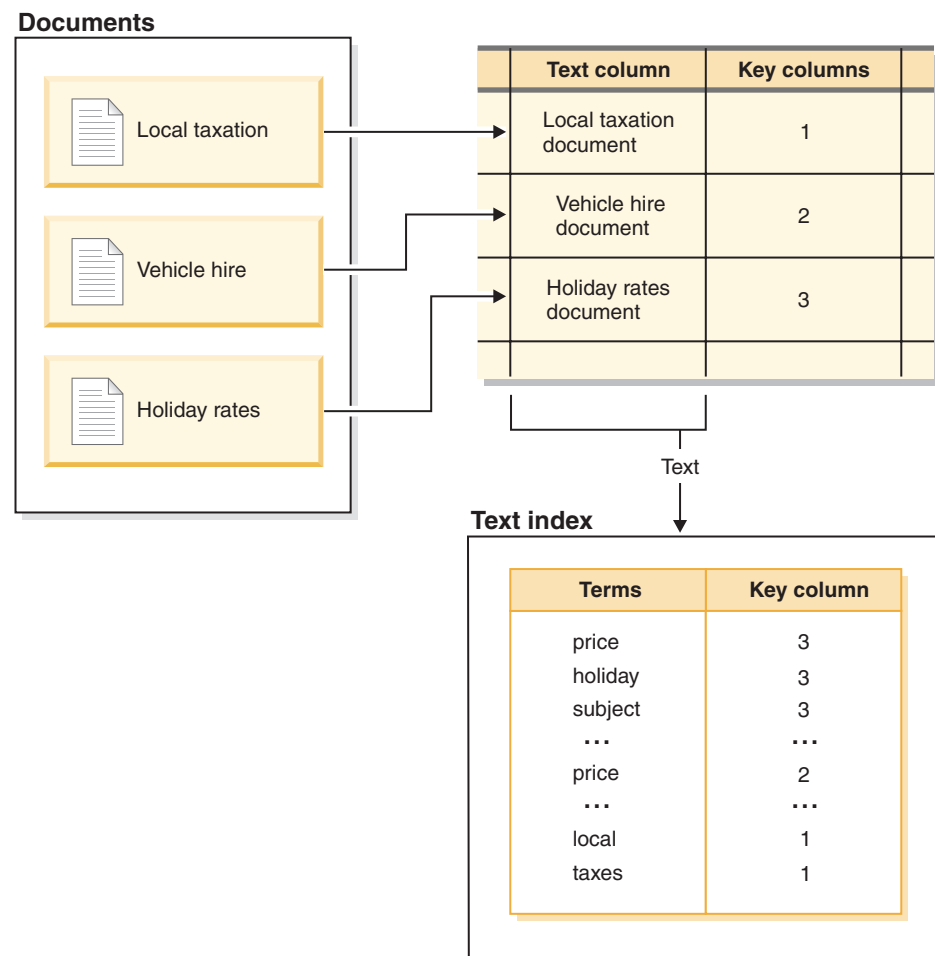 Documents
Local taxation
Vehicle hire
Holiday rates
Text column Key columns
Local taxation
document
1
Vehicle hire
document
2
Holiday rates
document
3
Text
Text index
Terms Key column
price 3
holiday 3
subject 3
... ...
price 2
... ...
local 1
taxes 1